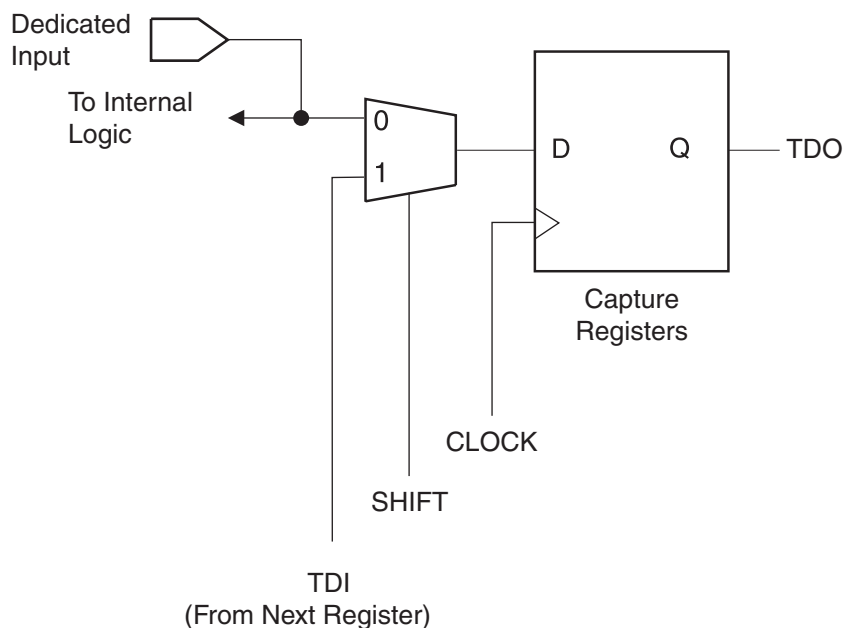 Dedicated
Input
To Internal
Logic
0
1
D
Q
TDO
Capture
Registers
CLOCK
SHIFT
TDI
(From Next Register)